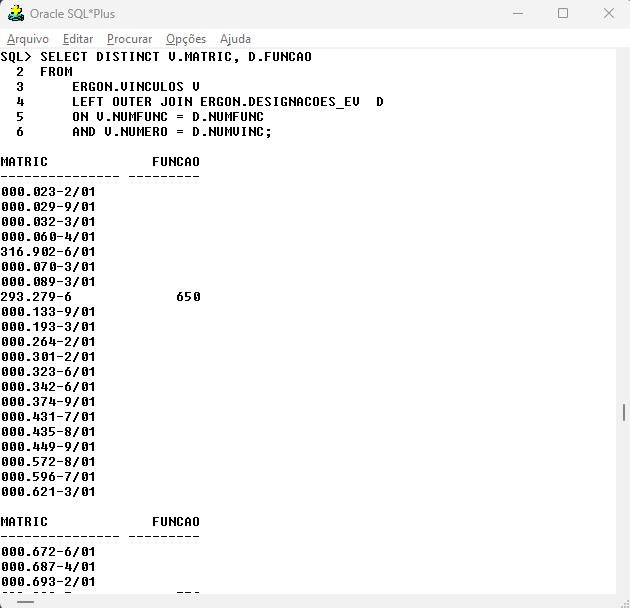 Oracle SQL*Plus
Arquivo Editar Procurar Opções Ajuda
SQL> SELECT DISTINCT V.MATRIC, D.FUNCAO
  2  FROM
  3      ERGON.VINCULOS V
  4      LEFT OUTER JOIN ERGON.DESIGNACOES_EV  D
  5      ON V.NUMFUNC = D.NUMFUNC
  6      AND V.NUMERO = D.NUMVINC;
MATRIC             FUNCAO
--------------- ---------
000.023-2/01
000.029-9/01
000.032-3/01
000.060-4/01
316.902-6/01
000.070-3/01
000.089-3/01
293.279-6             650
000.133-9/01
000.193-3/01
000.264-2/01
000.301-2/01
000.323-6/01
000.342-6/01
000.374-9/01
000.431-7/01
000.435-8/01
000.449-9/01
000.572-8/01
000.596-7/01
000.621-3/01
MATRIC             FUNCAO
--------------- ---------
000.672-6/01
000.687-4/01
000.693-2/01